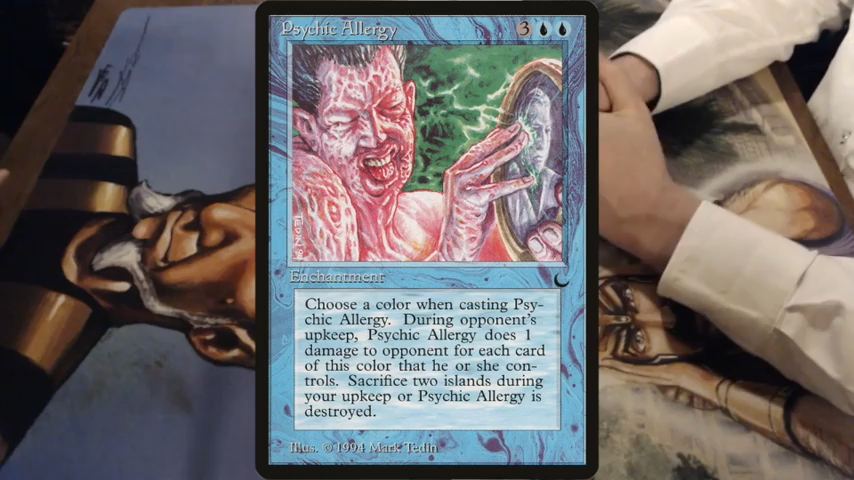 Psychic Allergy 3
Enchantment
Choose a color when casting Psy-
chic Allergy. During opponent's
upkeep, Psychic Allergy does 1
damage to opponent for each card
of this color that he or she con-
trols. Sacrifice two islands during
your upkeep or Psychic Allergy is
destroyed.
Illus. © 1994 Mark Tedin